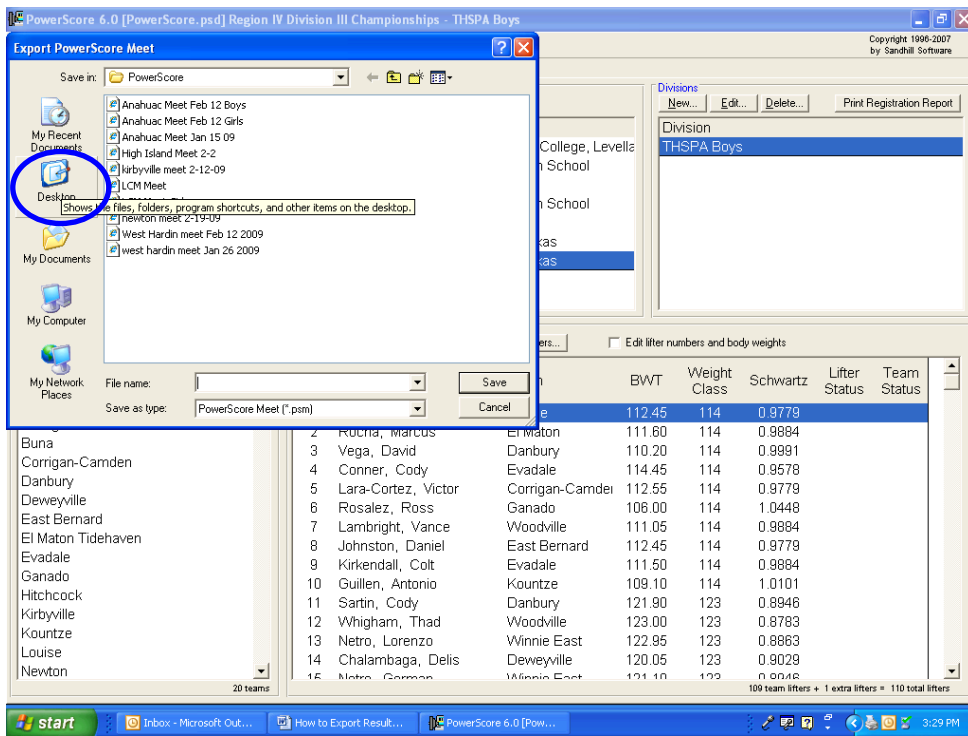 PowerScore 6.0 [PowerScore.psd] Region IV Division III Championships - THSPA Boys
Copyright 1996-2007
by Sandhill Software
Export PowerScore Meet
Save in: PowerScore
My Recent
Documents
Desktop
My Documents
My Computer
My Network
Places
Anahuac Meet Feb 12 Boys
Anahuac Meet Feb 12 Girls
Anahuac Meet Jan 15 09
High Island Meet 2-2
kirbyville meet 2-12-09
LCM Meet
Shows the files, folders, program shortcuts, and other items on the desktop.
newton meet 2-19-09
West Hardin meet Feb 12 2009
west hardin meet Jan 26 2009
File name:
Save
Save as type: PowerScore Meet (*.psm)
Cancel
College, Levella
School
School
xas
xas
Divisions
New... Edit... Delete... Print Registration Report
Division
THSPA Boys
ers... Edit lifter numbers and body weights
BWT Weight Class Schwartz Lifter Status Team Status
e 112.45 114 0.9779
2 Rocha, Marcus El Maton 111.60 114 0.9884
3 Vega, David Danbury 110.20 114 0.9991
4 Conner, Cody Evadale 114.45 114 0.9578
5 Lara-Cortez, Victor Corrigan-Camder 112.55 114 0.9779
6 Rosalez, Ross Ganado 106.00 114 1.0448
7 Lambright, Vance Woodville 111.05 114 0.9884
8 Johnston, Daniel East Bernard 112.45 114 0.9779
9 Kirkendall, Colt Evadale 111.50 114 0.9884
10 Guillen, Antonio Kountze 109.10 114 1.0101
11 Sartin, Cody Danbury 121.90 123 0.8946
12 Whigham, Thad Woodville 123.00 123 0.8783
13 Netro, Lorenzo Winnie East 122.95 123 0.8863
14 Chalambaga, Delis Deweyville 120.05 123 0.9029
15 Netro, German Winnie East 121.10 123 0.8946
109 team lifters + 1 extra lifters = 110 total lifters
Buna
Corrigan-Camden
Danbury
Deweyville
East Bernard
El Maton Tidehaven
Evadale
Ganado
Hitchcock
Kirbyville
Kountze
Louise
Newton
20 teams
start
Inbox - Microsoft Out...
How to Export Result...
PowerScore 6.0 [Pow...
3:29 PM